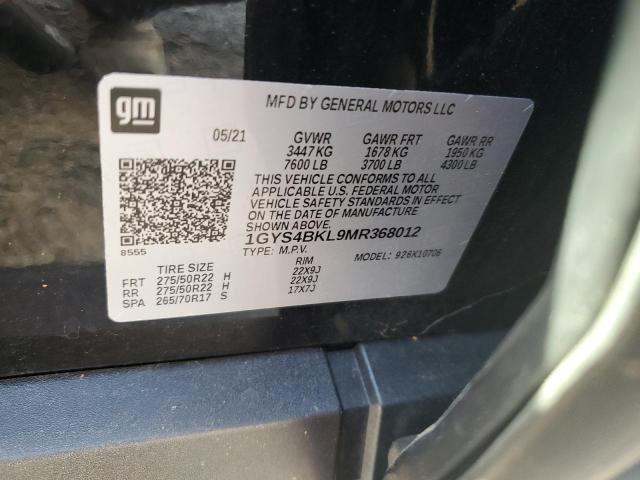 gm
MFD BY GENERAL MOTORS LLC
05/21 GVWR GAWR FRT GAWR RR
3447 KG 1678 KG 1950 KG
7600 LB 3700 LB 4300 LB
THIS VEHICLE CONFORMS TO ALL
APPLICABLE U.S. FEDERAL MOTOR
VEHICLE SAFETY STANDARDS IN EFFECT
ON THE DATE OF MANUFACTURE
SHOWN ABOVE.
1GYS4BKL9MR368012
8555 TYPE: M.P.V. 926K10706
TIRE SIZE RIM
FRT 275/50R22 H 22X9J
RR 275/50R22 H 22X9J
SPA 265/70R17 S 17X7J